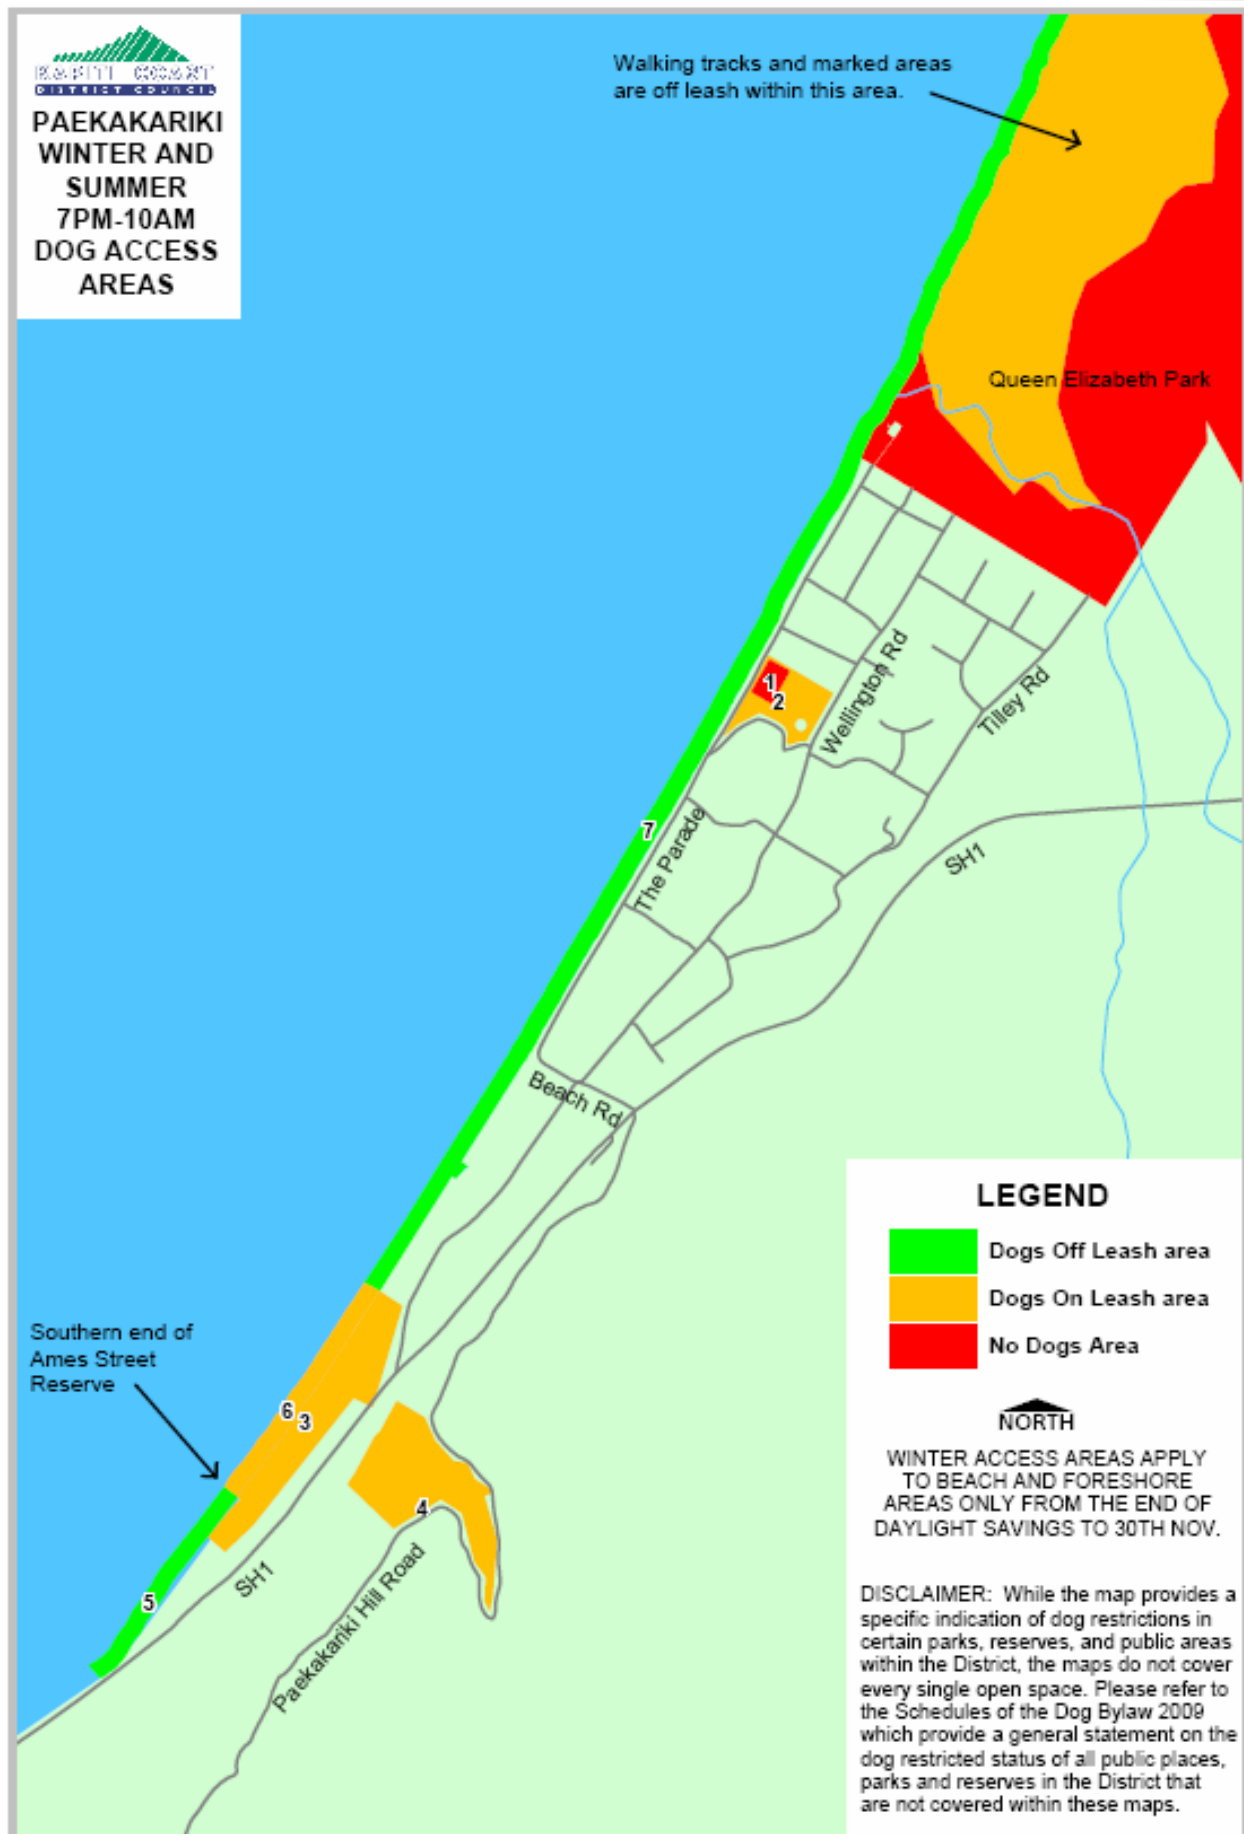 KAPITI COAST
DISTRICT COUNCIL
PAEKAKARIKI
WINTER AND
SUMMER
7PM-10AM
DOG ACCESS
AREAS
Walking tracks and marked areas
are off leash within this area.
Queen Elizabeth Park
1
2
Wellington Rd
Tilley Rd
7
The Parade
SH1
Beach Rd
Southern end of
Ames Street
Reserve
6
3
4
5
SH1
Paekakariki Hill Road
LEGEND
Dogs Off Leash area
Dogs On Leash area
No Dogs Area
NORTH
WINTER ACCESS AREAS APPLY
TO BEACH AND FORESHORE
AREAS ONLY FROM THE END OF
DAYLIGHT SAVINGS TO 30TH NOV.
DISCLAIMER: While the map provides a
specific indication of dog restrictions in
certain parks, reserves, and public areas
within the District, the maps do not cover
every single open space. Please refer to
the Schedules of the Dog Bylaw 2009
which provide a general statement on the
dog restricted status of all public places,
parks and reserves in the District that
are not covered within these maps.